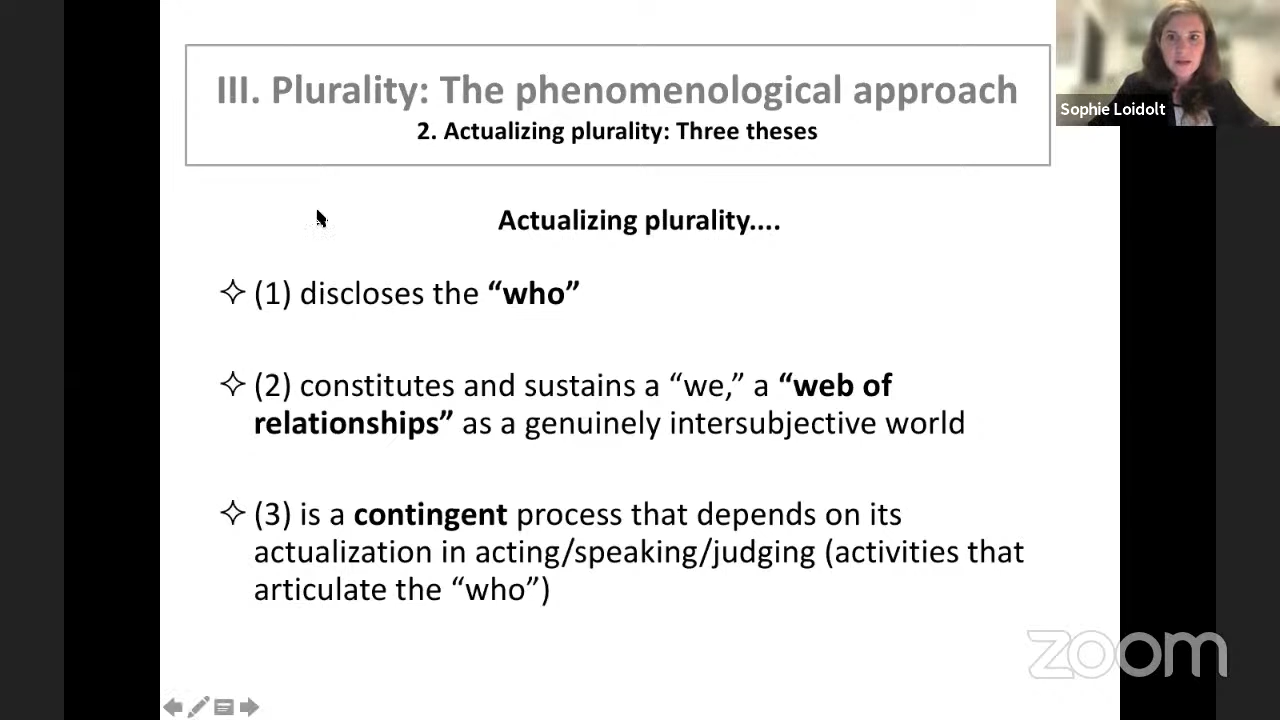 III. Plurality: The phenomenological approach
2. Actualizing plurality: Three theses
Sophie Loidolt
Actualizing plurality....
(1) discloses the “who”
(2) constitutes and sustains a “we,” a “web of
relationships” as a genuinely intersubjective world
(3) is a contingent process that depends on its
actualization in acting/speaking/judging (activities that
articulate the “who”)
zoom